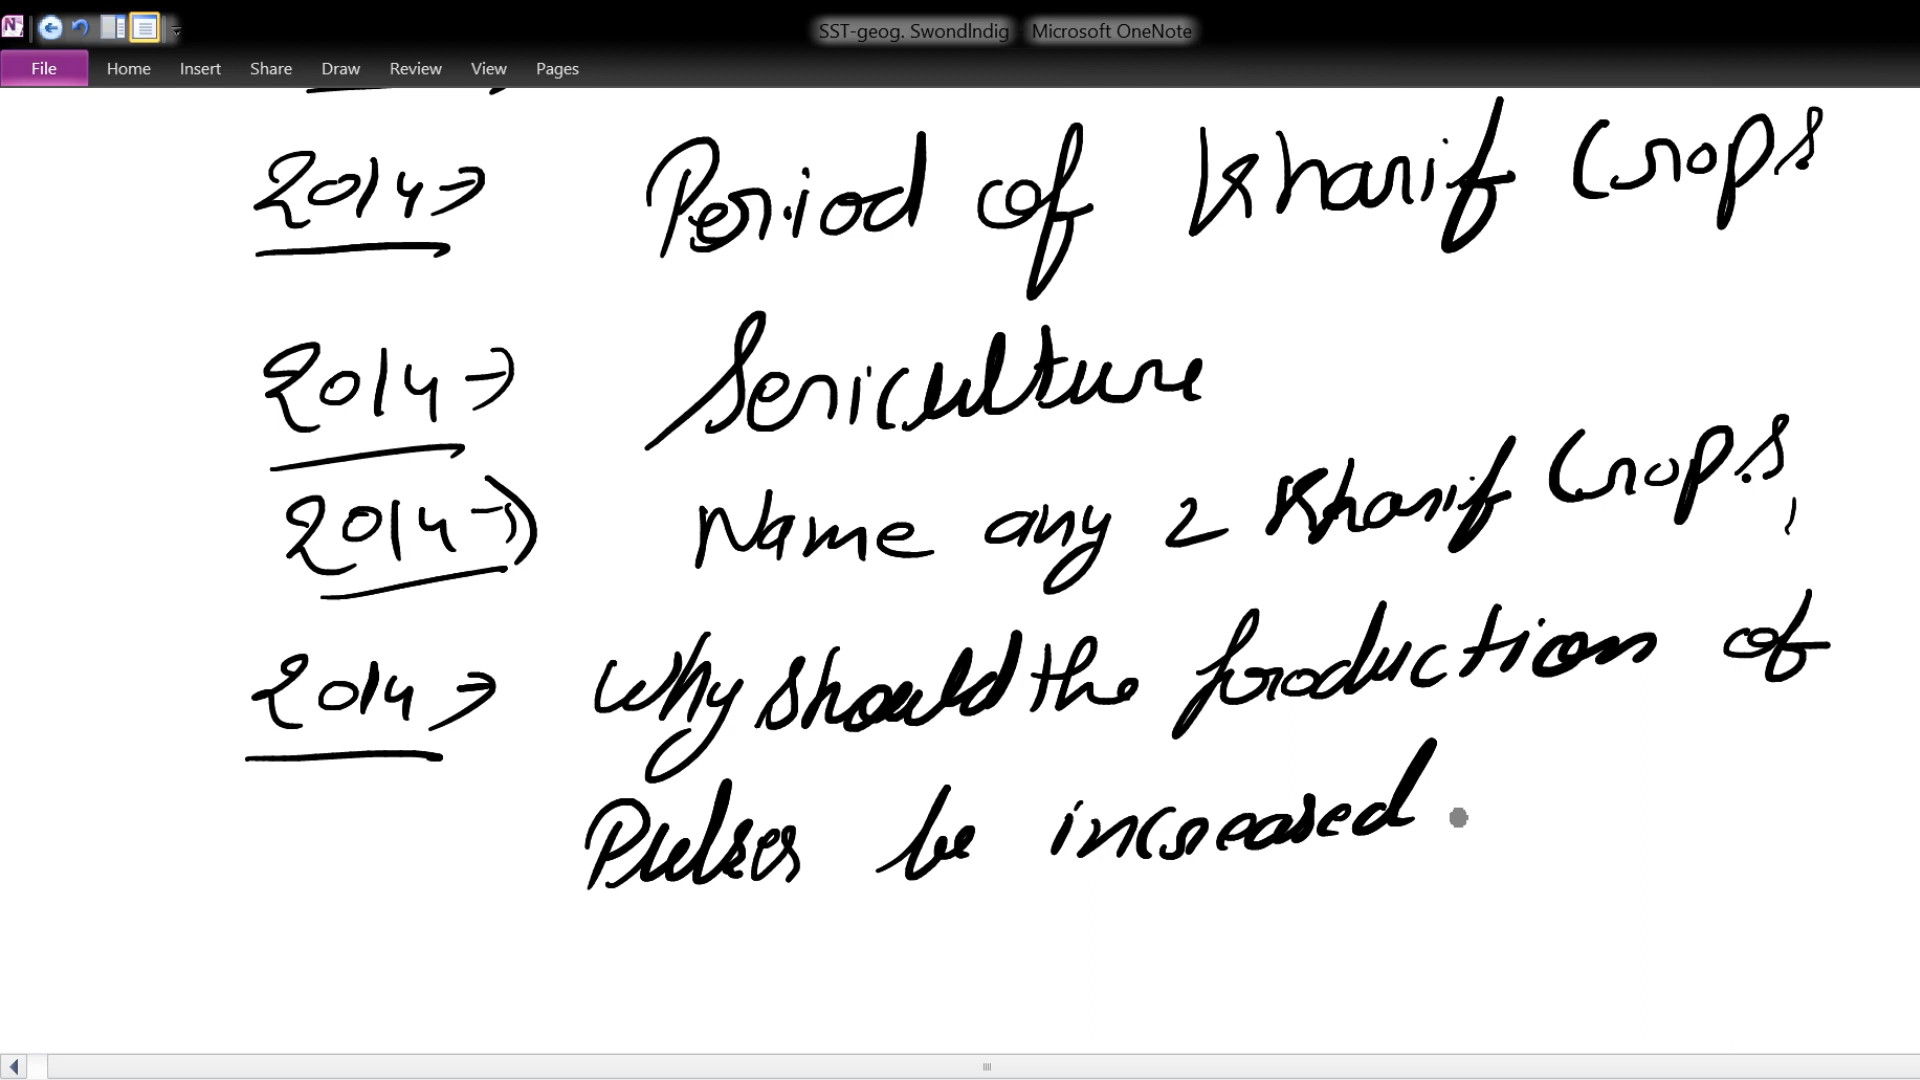 SST-geog. SwondIndig - Microsoft OneNote
File Home Insert Share Draw Review View Pages
2014 → Period of Kharif Crops
2014 → Sericulture
2014 → Name any 2 Kharif Crops,
2014 → Why should the production of
Pulses be increased.